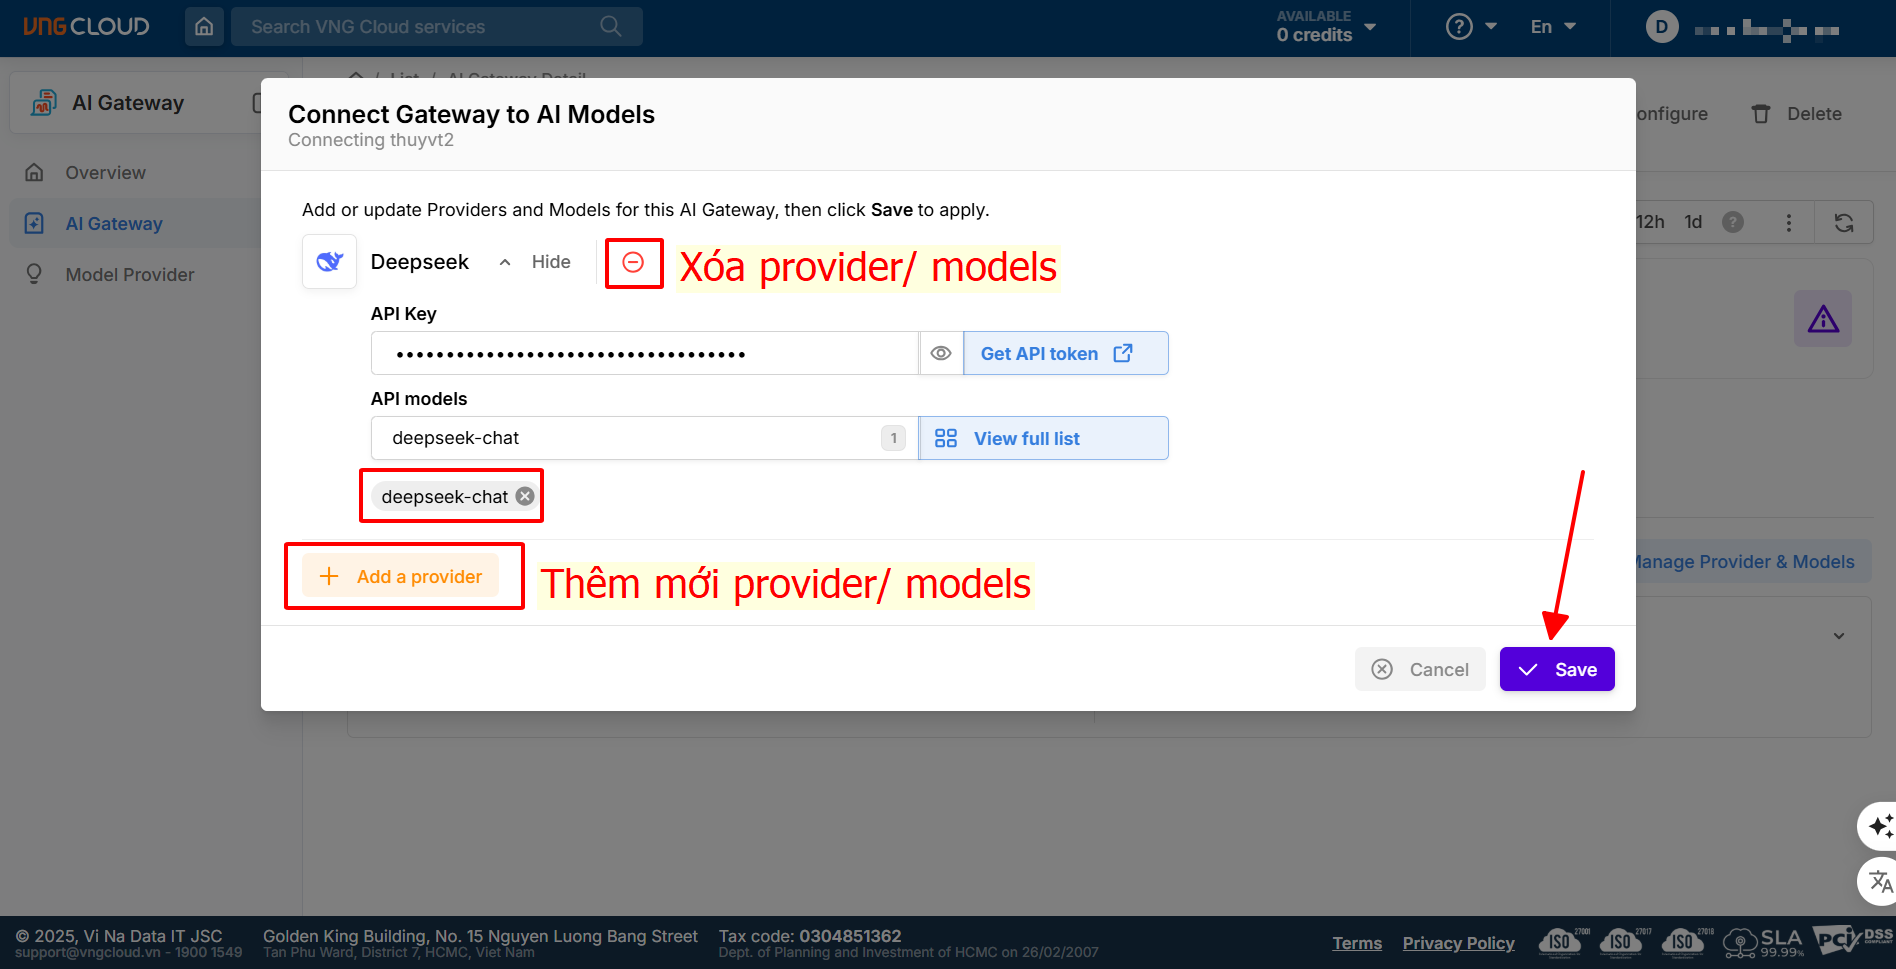 VNG CLOUD
Search VNG Cloud services
AVAILABLE
0 credits
?
En
D
List / AI Gateway Detail
AI Gateway
Overview
AI Gateway
Model Provider
onfigure
Delete
12h 1d ?
Connect Gateway to AI Models
Connecting thuyvt2
Add or update Providers and Models for this AI Gateway, then click Save to apply.
Deepseek Hide
Xóa provider/ models
API Key
••••••••••••••••••••••••••••••••••• Get API token
API models
deepseek-chat 1 View full list
deepseek-chat
Add a provider
Thêm mới provider/ models
Manage Provider & Models
Cancel
Save
© 2025, Vi Na Data IT JSC
support@vngcloud.vn - 1900 1549
Golden King Building, No. 15 Nguyen Luong Bang Street
Tan Phu Ward, District 7, HCMC, Viet Nam
Tax code: 0304851362
Dept. of Planning and Investment of HCMC on 26/02/2007
Terms
Privacy Policy
ISO 27001
ISO 27017
ISO 27018
SLA
99.99%
PCI DSS
COMPLIANT